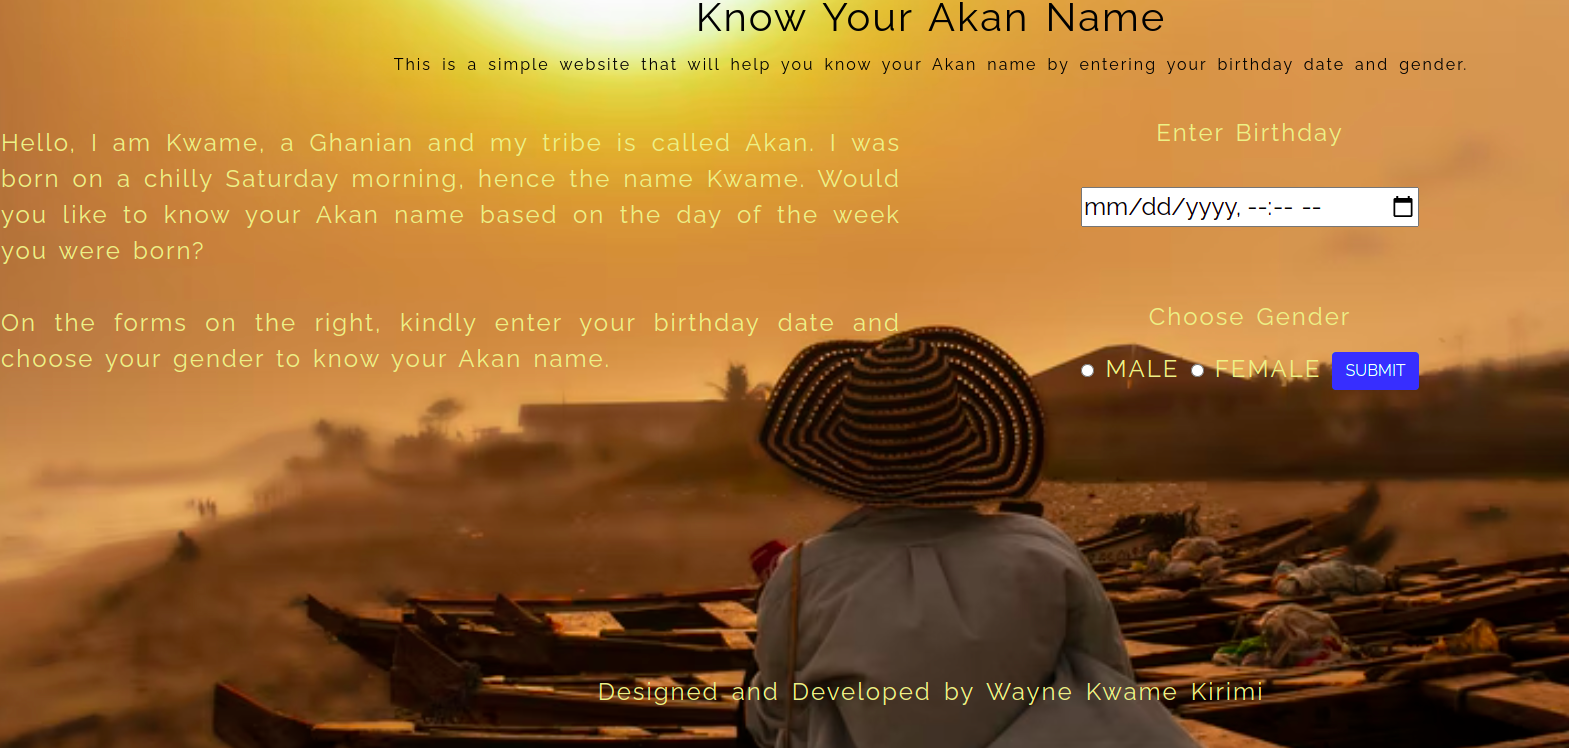 Know Your Akan Name
This is a simple website that will help you know your Akan name by entering your birthday date and gender.
Hello, I am Kwame, a Ghanian and my tribe is called Akan. I was
born on a chilly Saturday morning, hence the name Kwame. Would
you like to know your Akan name based on the day of the week
you were born?
On the forms on the right, kindly enter your birthday date and
choose your gender to know your Akan name.
Enter Birthday
mm/dd/yyyy, --:-- --
Choose Gender
MALE FEMALE SUBMIT
Designed and Developed by Wayne Kwame Kirimi